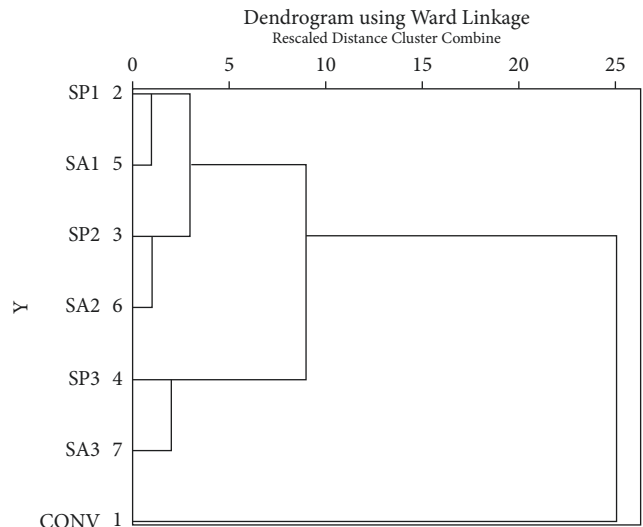 Dendrogram using Ward Linkage
Rescaled Distance Cluster Combine
0 5 10 15 20 25
SP1 2
SA1 5
SP2 3
SA2 6
SP3 4
SA3 7
CONV 1
Y